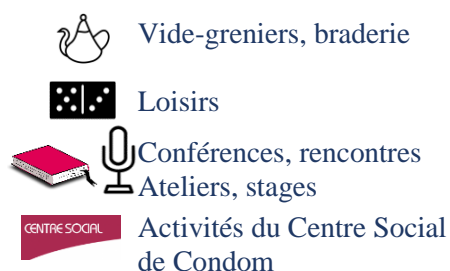 Vide-greniers, braderie
Loisirs
Conférences, rencontres
Ateliers, stages
CENTRE SOCIAL
Activités du Centre Social
de Condom